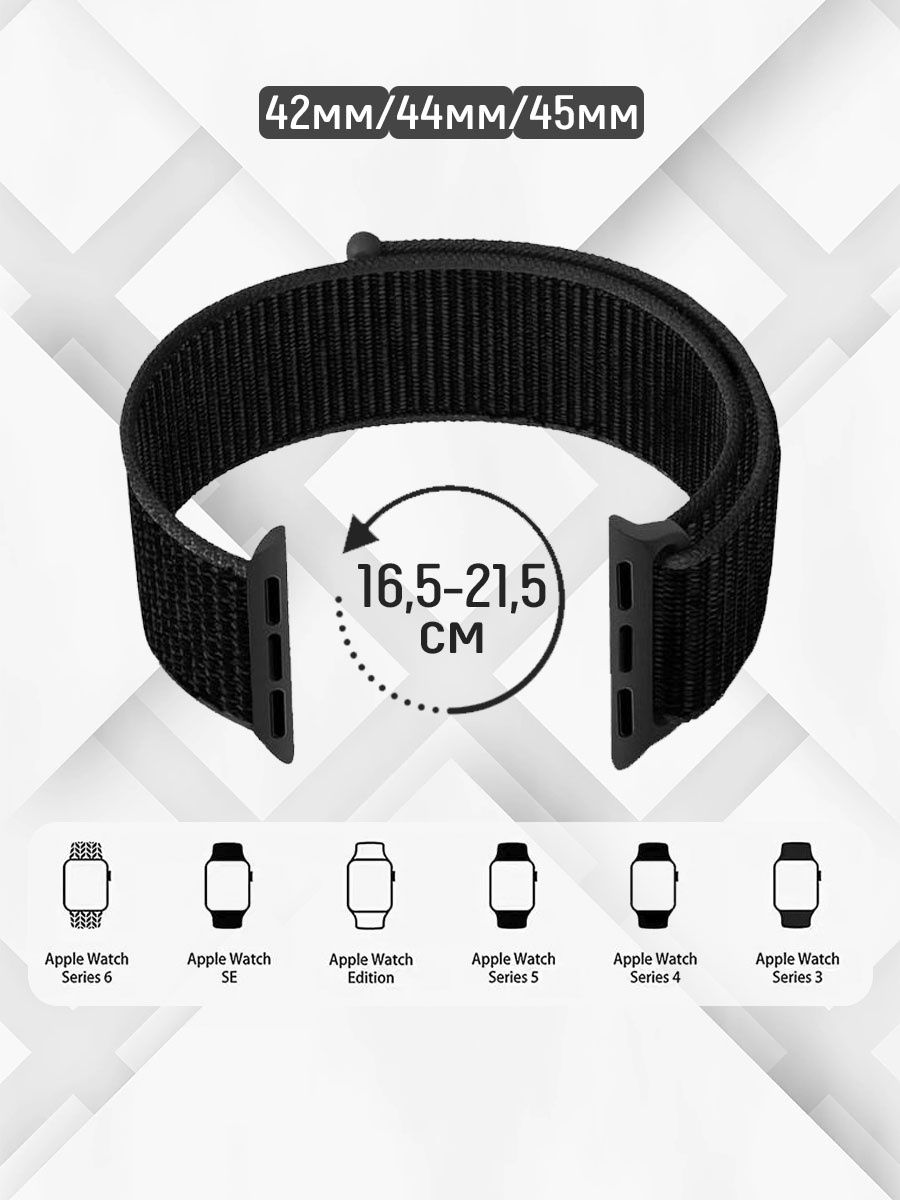 42мм/44мм/45мм
16,5-21,5
см
Apple Watch
Series 6
Apple Watch
SE
Apple Watch
Edition
Apple Watch
Series 5
Apple Watch
Series 4
Apple Watch
Series 3